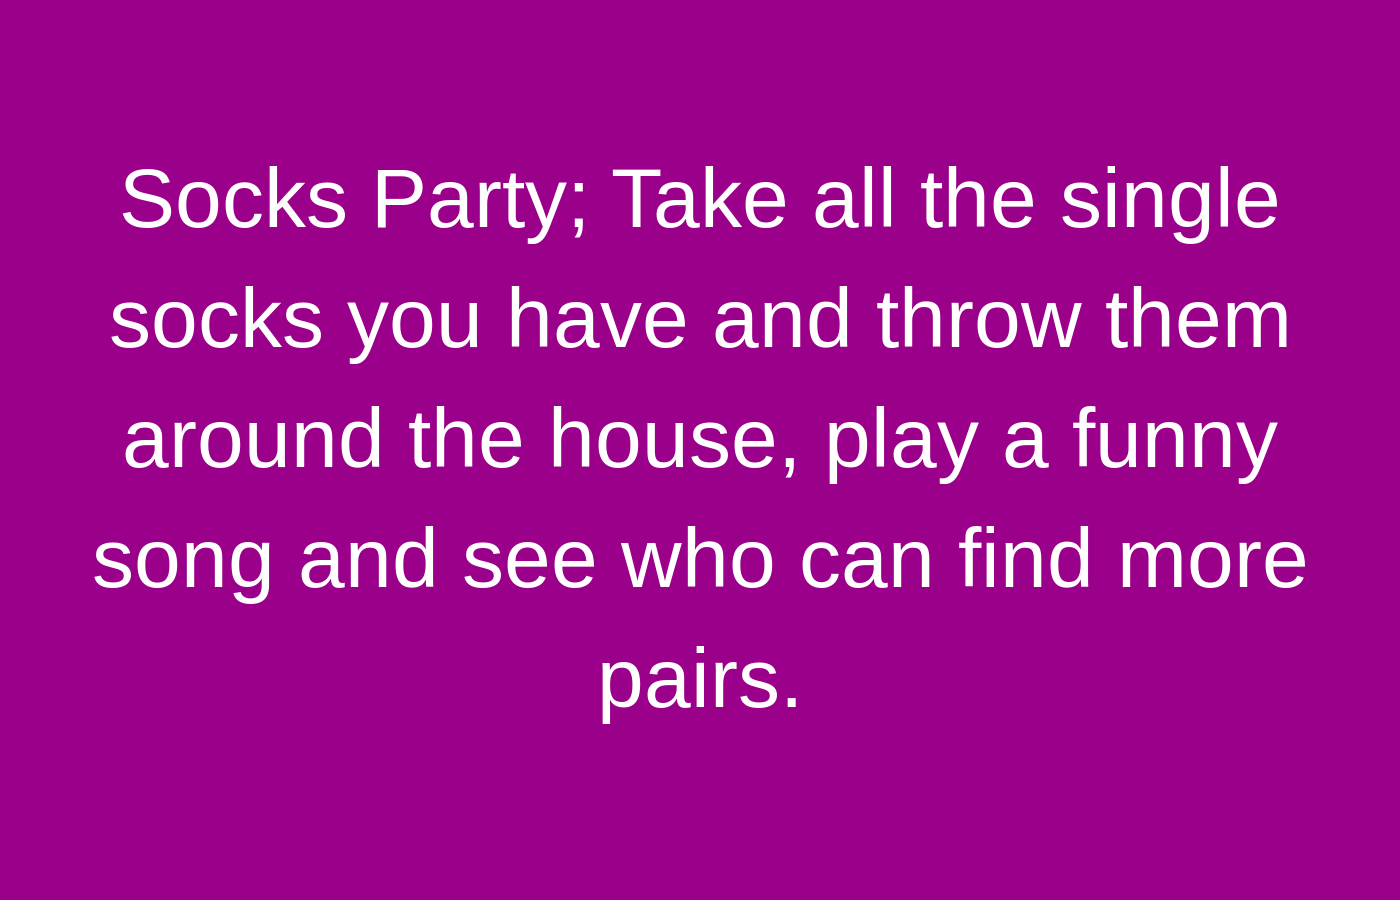 Socks Party; Take all the single
socks you have and throw them
around the house, play a funny
song and see who can find more
pairs.